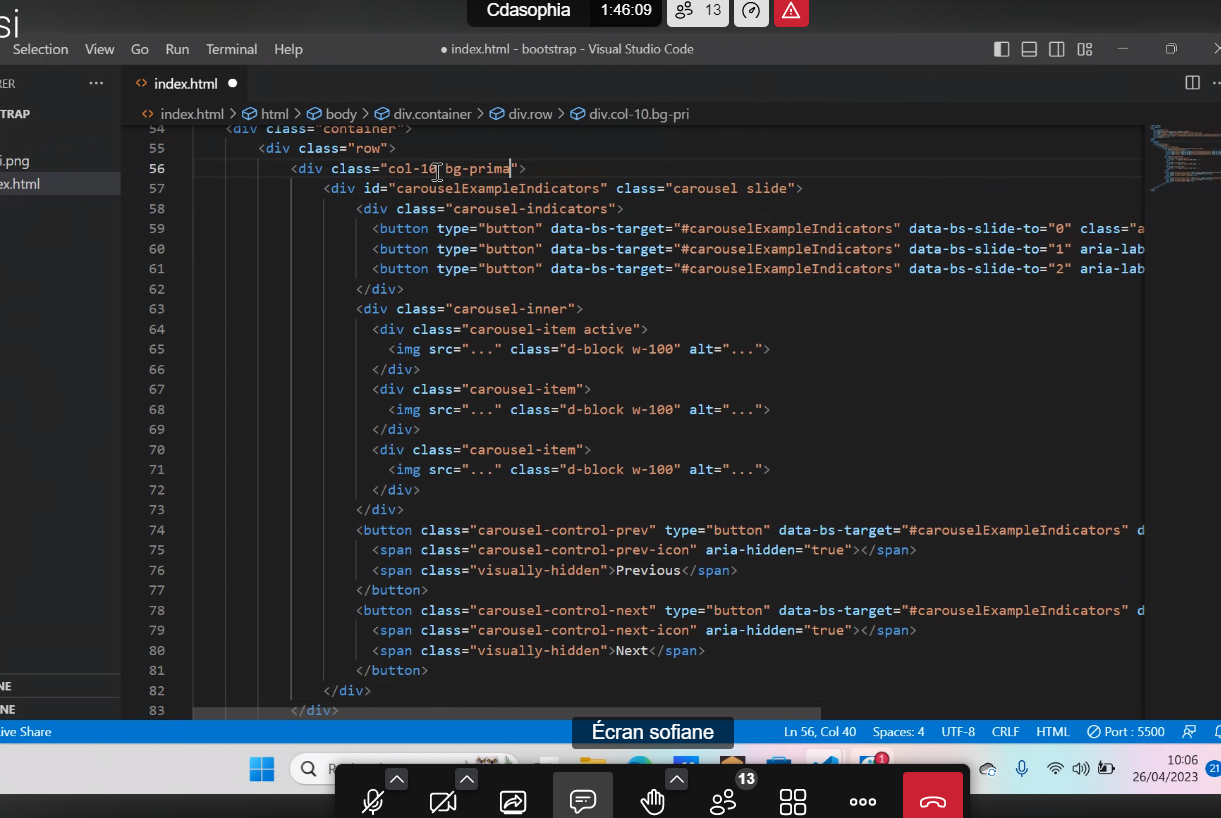 si
Cdasophia 1:46:09 13
Selection View Go Run Terminal Help
● index.html - bootstrap - Visual Studio Code
RER ...
<> index.html ●
TRAP
<> index.html > html > body > div.container > div.row > div.col-10.bg-pri
i.png
ex.html
54 <div class="container">
55 <div class="row">
56 <div class="col-10 bg-prima">
57 <div id="carouselExampleIndicators" class="carousel slide">
58 <div class="carousel-indicators">
59 <button type="button" data-bs-target="#carouselExampleIndicators" data-bs-slide-to="0" class="a
60 <button type="button" data-bs-target="#carouselExampleIndicators" data-bs-slide-to="1" aria-lab
61 <button type="button" data-bs-target="#carouselExampleIndicators" data-bs-slide-to="2" aria-lab
62 </div>
63 <div class="carousel-inner">
64 <div class="carousel-item active">
65 <img src="..." class="d-block w-100" alt="...">
66 </div>
67 <div class="carousel-item">
68 <img src="..." class="d-block w-100" alt="...">
69 </div>
70 <div class="carousel-item">
71 <img src="..." class="d-block w-100" alt="...">
72 </div>
73 </div>
74 <button class="carousel-control-prev" type="button" data-bs-target="#carouselExampleIndicators" d
75 <span class="carousel-control-prev-icon" aria-hidden="true"></span>
76 <span class="visually-hidden">Previous</span>
77 </button>
78 <button class="carousel-control-next" type="button" data-bs-target="#carouselExampleIndicators" d
79 <span class="carousel-control-next-icon" aria-hidden="true"></span>
80 <span class="visually-hidden">Next</span>
81 </button>
82 </div>
83 </div>
NE
NE
ive Share
Écran sofiane
Ln 56, Col 40 Spaces: 4 UTF-8 CRLF HTML Port : 5500
R
1
10:06
26/04/2023
21
13